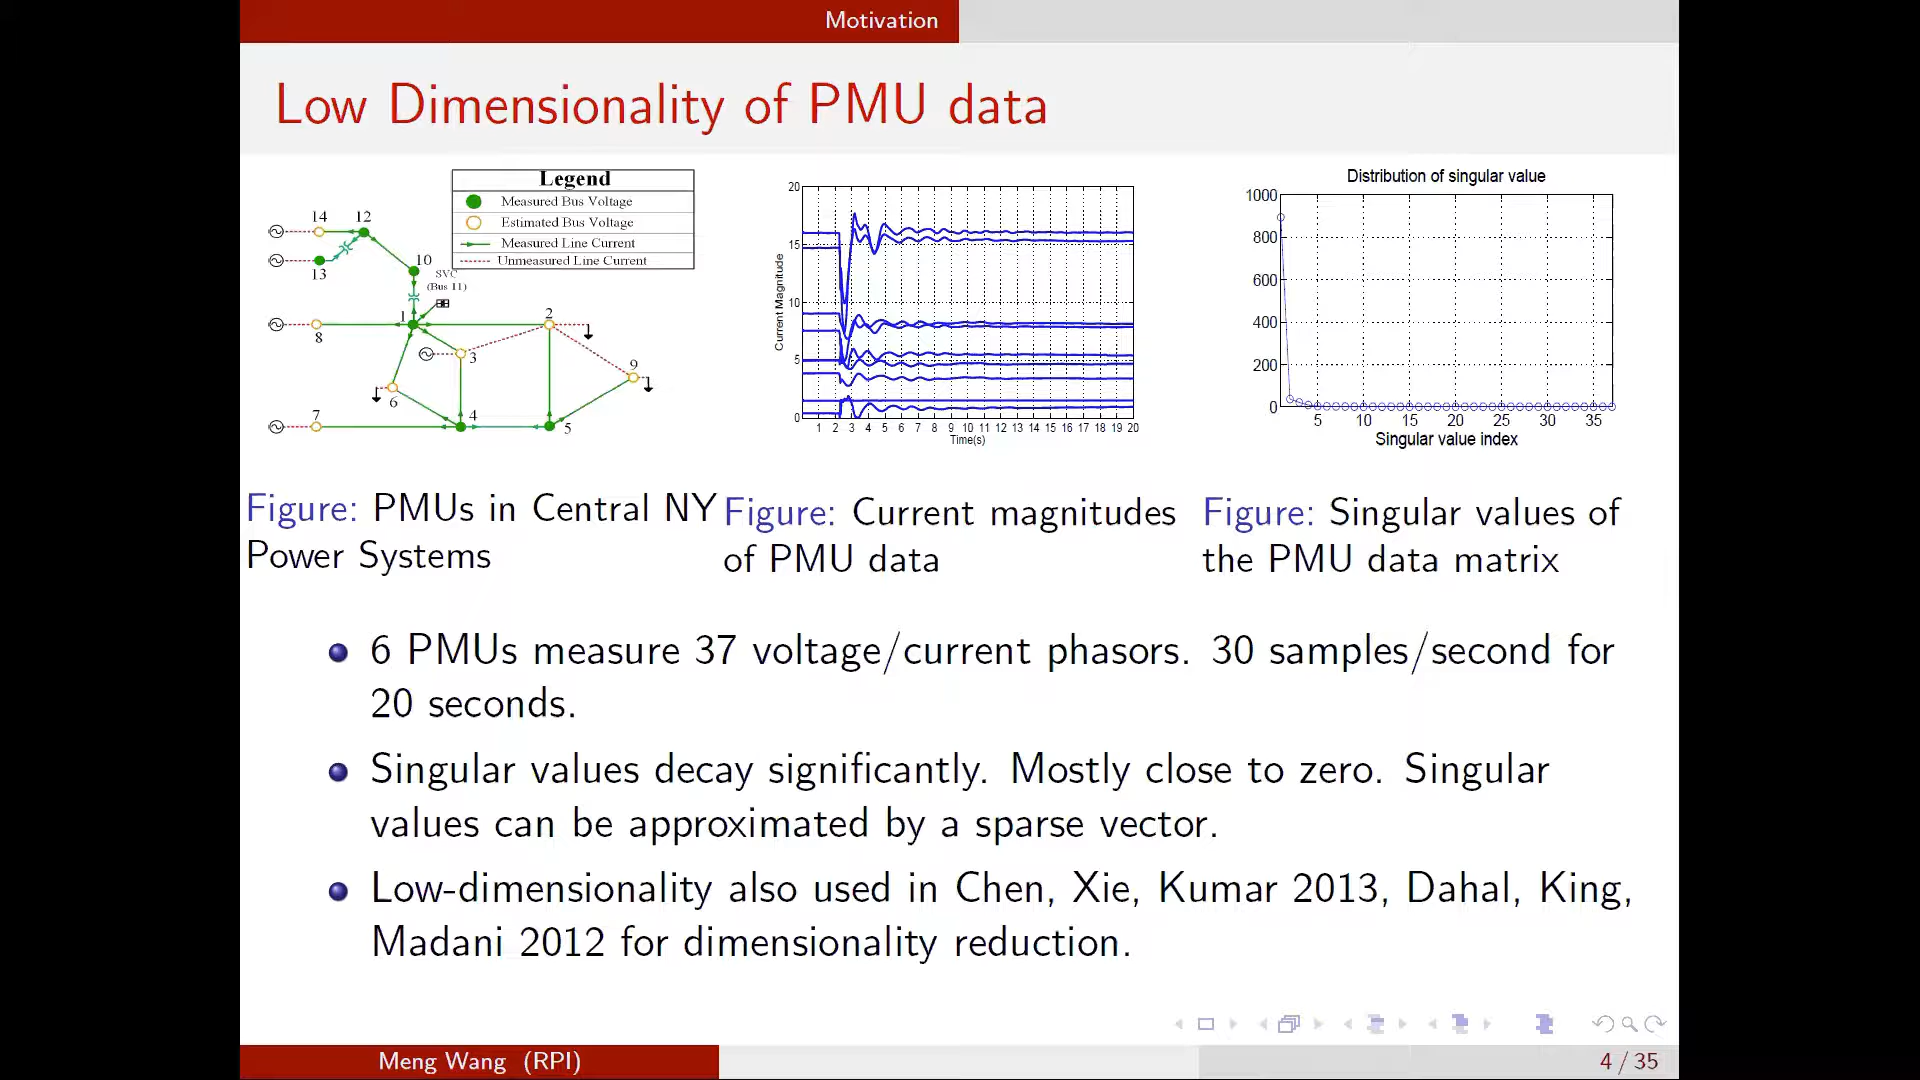 Motivation
Low Dimensionality of PMU data
Legend
Measured Bus Voltage
Estimated Bus Voltage
Measured Line Current
Unmeasured Line Current
14
12
13
10
SVC
(Bus 11)
1
2
8
3
9
6
7
4
5
20
15
10
5
0
Current Magnitude
1 2 3 4 5 6 7 8 9 10 11 12 13 14 15 16 17 18 19 20
Time(s)
Distribution of singular value
1000
800
600
400
200
0
5 10 15 20 25 30 35
Singular value index
Figure: PMUs in Central NY
Power Systems
Figure: Current magnitudes
of PMU data
Figure: Singular values of
the PMU data matrix
6 PMUs measure 37 voltage/current phasors. 30 samples/second for
20 seconds.
Singular values decay significantly. Mostly close to zero. Singular
values can be approximated by a sparse vector.
Low-dimensionality also used in Chen, Xie, Kumar 2013, Dahal, King,
Madani 2012 for dimensionality reduction.
Meng Wang (RPI)
4 / 35